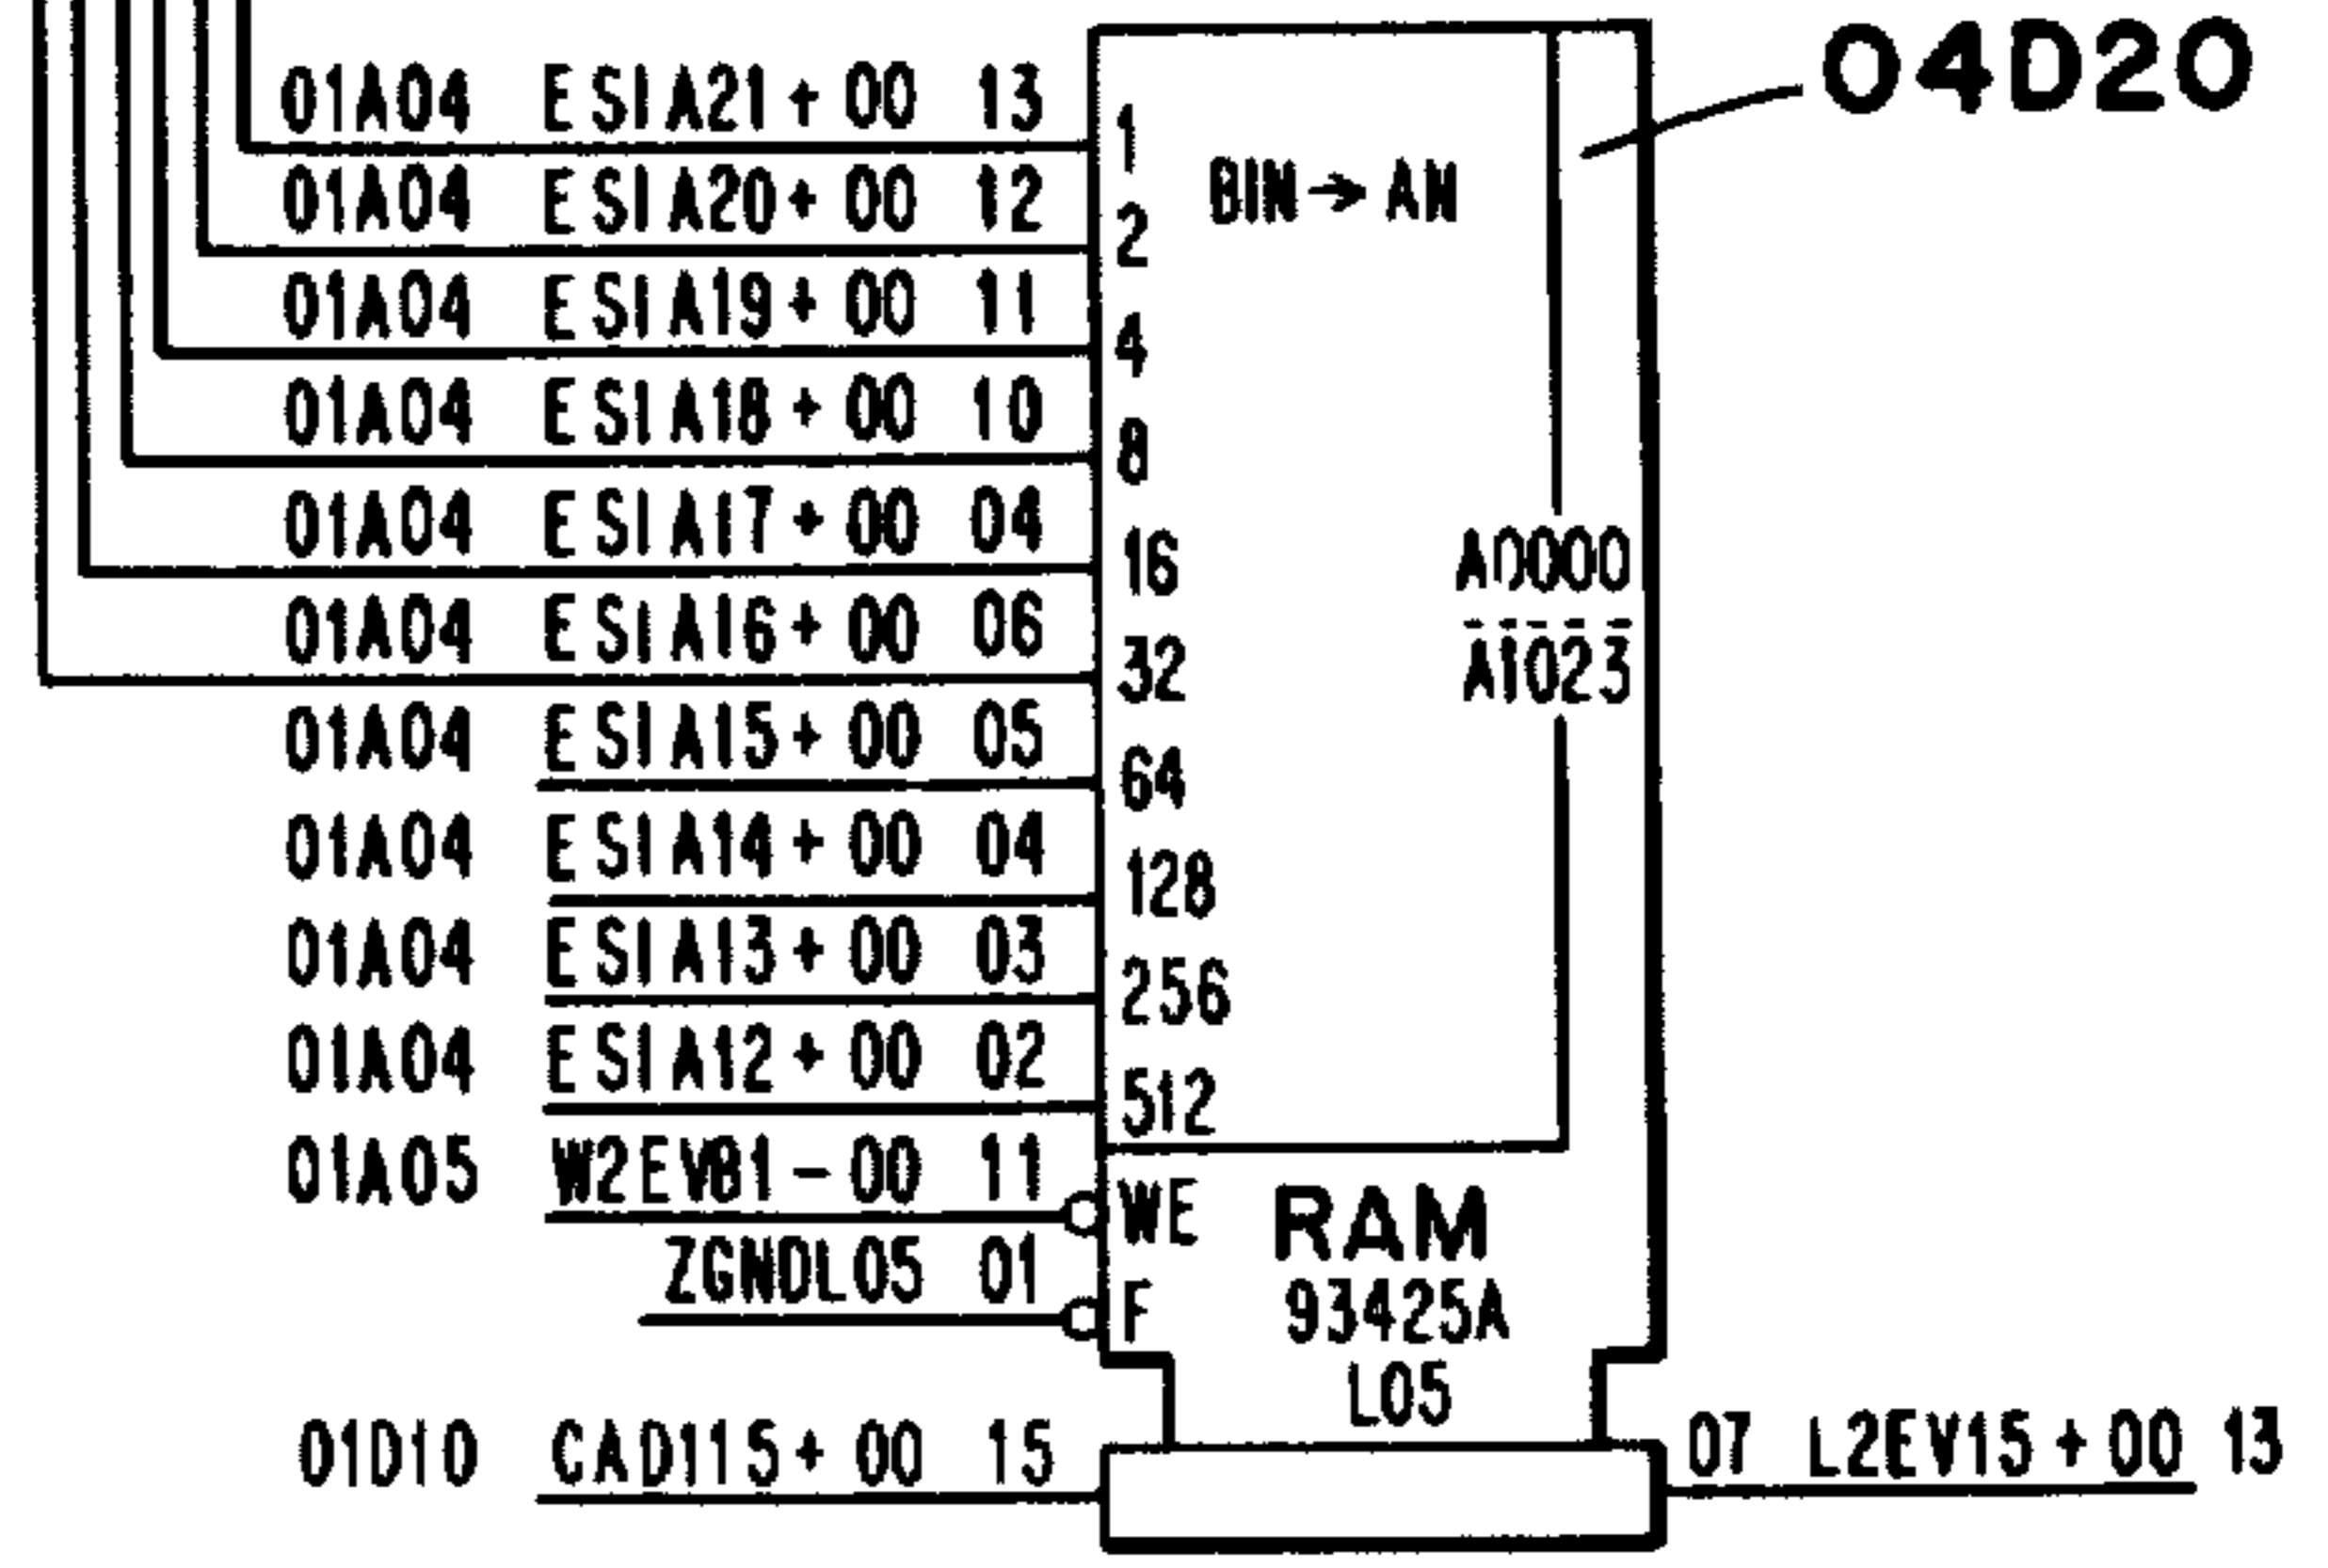 04D20
01A04 ESIA21+00 13 1
BIN→AN
01A04 ESIA20+00 12 2
01A04 ESIA19+00 11 4
01A04 ESIA18+00 10 8
01A04 ESIA17+00 04 16
A0000
01A04 ESIA16+00 06 32
A1023
01A04 ESIA15+00 05 64
01A04 ESIA14+00 04 128
01A04 ESIA13+00 03 256
01A04 ESIA12+00 02 512
01A05 W2EVB1-00 11 WE
RAM
ZGNDL05 01 F
93425A
L05
01D10 CAD115+00 15
07 L2EV15+00 13